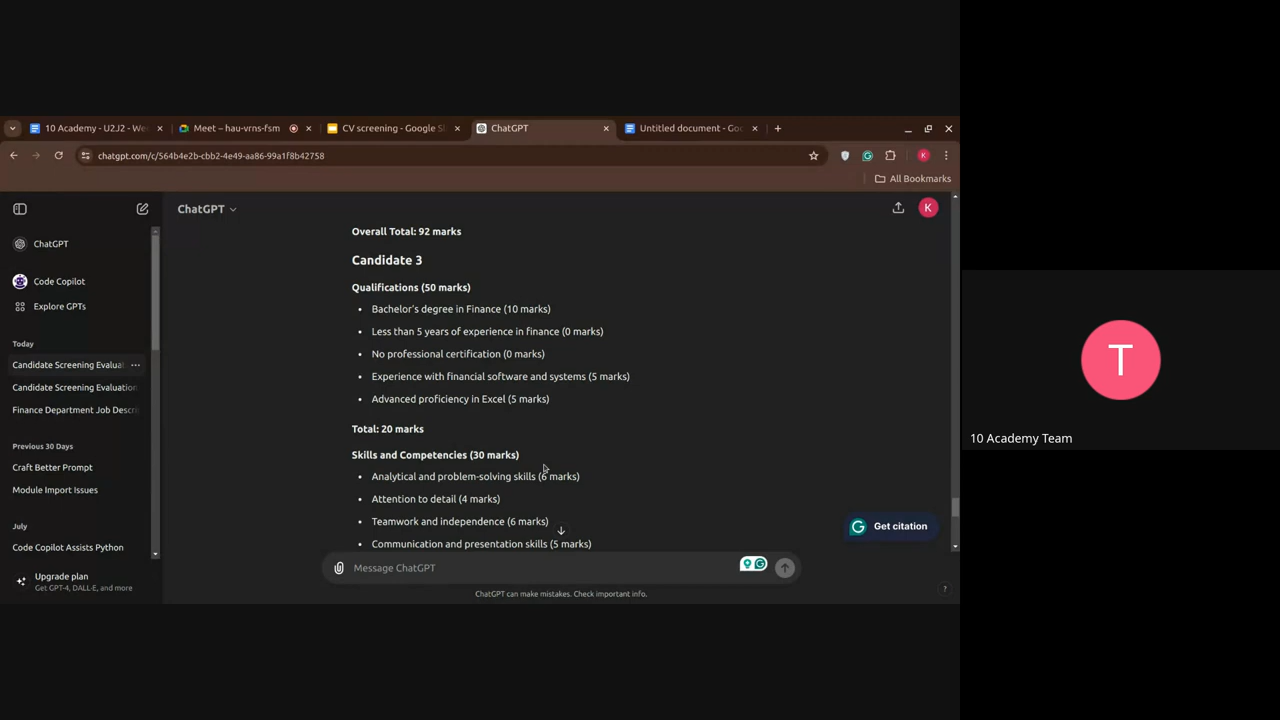 10 Academy - U2J2 - We
Meet – hau-vrns-fsm
CV screening - Google Sl
ChatGPT
Untitled document - Goo
chatgpt.com/c/564b4e2b-cbb2-4e49-aa86-99a1f8b42758
K
All Bookmarks
ChatGPT
K
ChatGPT
Code Copilot
Explore GPTs
Today
Candidate Screening Evalua
Candidate Screening Evaluation
Finance Department Job Descri
Previous 30 Days
Craft Better Prompt
Module Import Issues
July
Code Copilot Assists Python
Upgrade plan
Get GPT-4, DALL·E, and more
Overall Total: 92 marks
Candidate 3
Qualifications (50 marks)
• Bachelor's degree in Finance (10 marks)
• Less than 5 years of experience in finance (0 marks)
• No professional certification (0 marks)
• Experience with financial software and systems (5 marks)
• Advanced proficiency in Excel (5 marks)
Total: 20 marks
Skills and Competencies (30 marks)
• Analytical and problem-solving skills (6 marks)
• Attention to detail (4 marks)
• Teamwork and independence (6 marks)
• Communication and presentation skills (5 marks)
Get citation
Message ChatGPT
ChatGPT can make mistakes. Check important info.
?
T
10 Academy Team